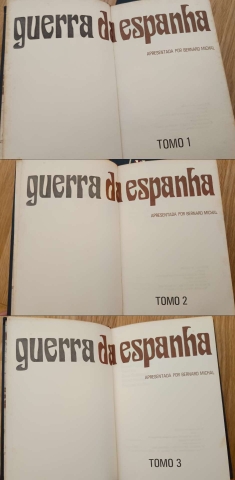 guerra da espanha
APRESENTADA POR BERNARD MICHAL
TOMO 1
guerra da espanha
APRESENTADA POR BERNARD MICHAL
TOMO 2
guerra da espanha
APRESENTADA POR BERNARD MICHAL
TOMO 3